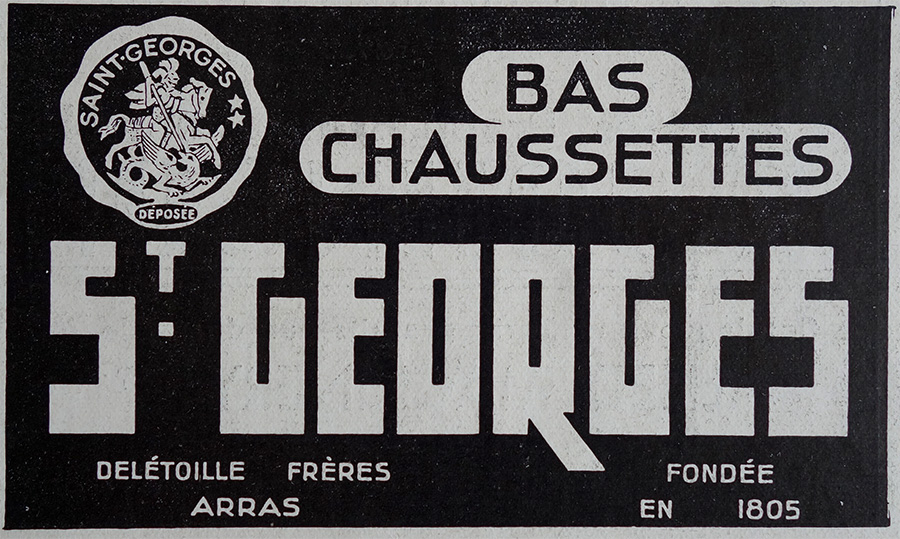 SAINT-GEORGES
DÉPOSÉE
BAS
CHAUSSETTES
ST. GEORGES
DELÉTOILLE FRÈRES
ARRAS
FONDÉE
EN 1805